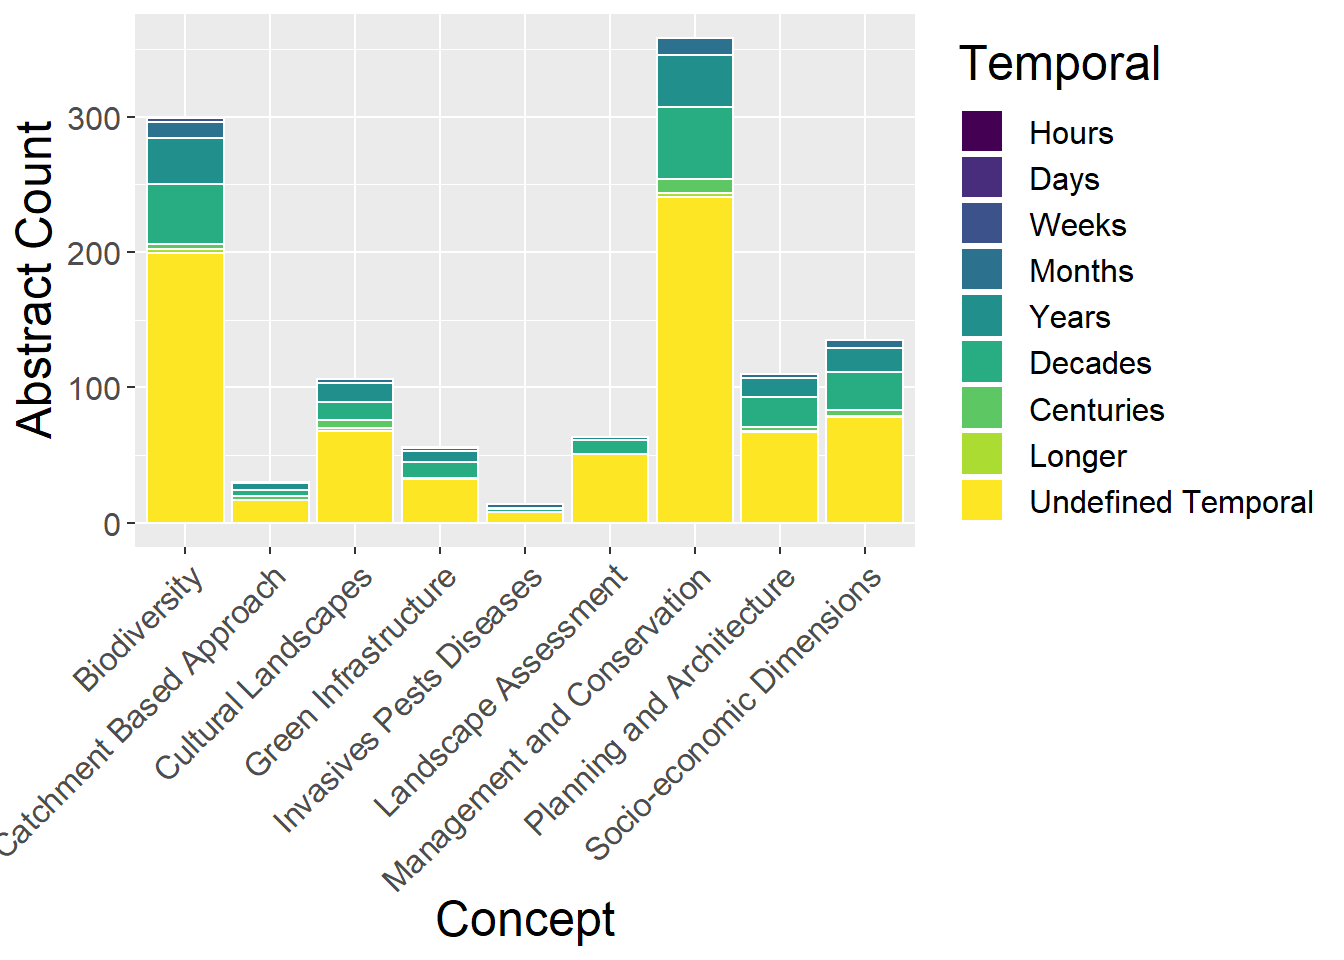 Abstract Count
300
200
100
0
Biodiversity
Catchment Based Approach
Cultural Landscapes
Green Infrastructure
Invasives Pests Diseases
Landscape Assessment
Management and Conservation
Planning and Architecture
Socio-economic Dimensions
Concept
Temporal
Hours
Days
Weeks
Months
Years
Decades
Centuries
Longer
Undefined Temporal